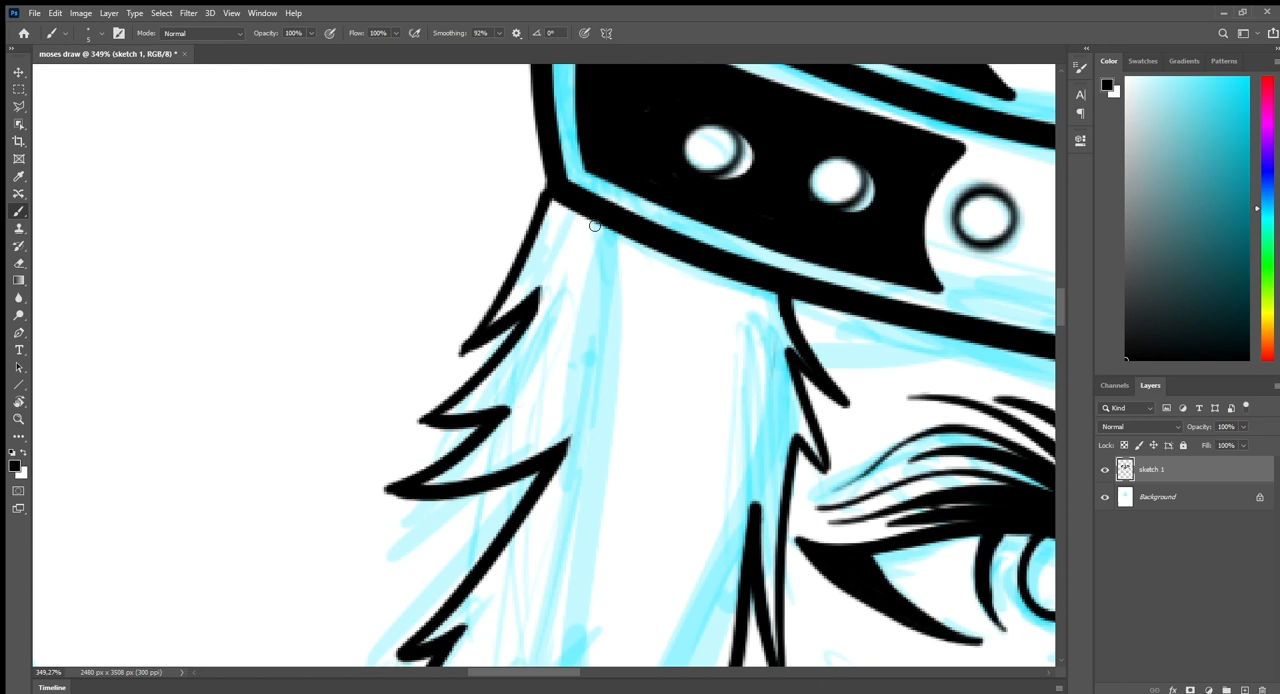 Ps File Edit Image Layer Type Select Filter 3D View Window Help
5 Mode: Normal Opacity: 100% Flow: 100% Smoothing: 92% 0°
moses draw @ 349% (sketch 1, RGB/8) * ×
Color Swatches Gradients Patterns
Channels Layers
Kind
Normal Opacity: 100%
Lock: Fill: 100%
sketch 1
Background
349,27% 2480 px x 3508 px (300 ppi)
Timeline